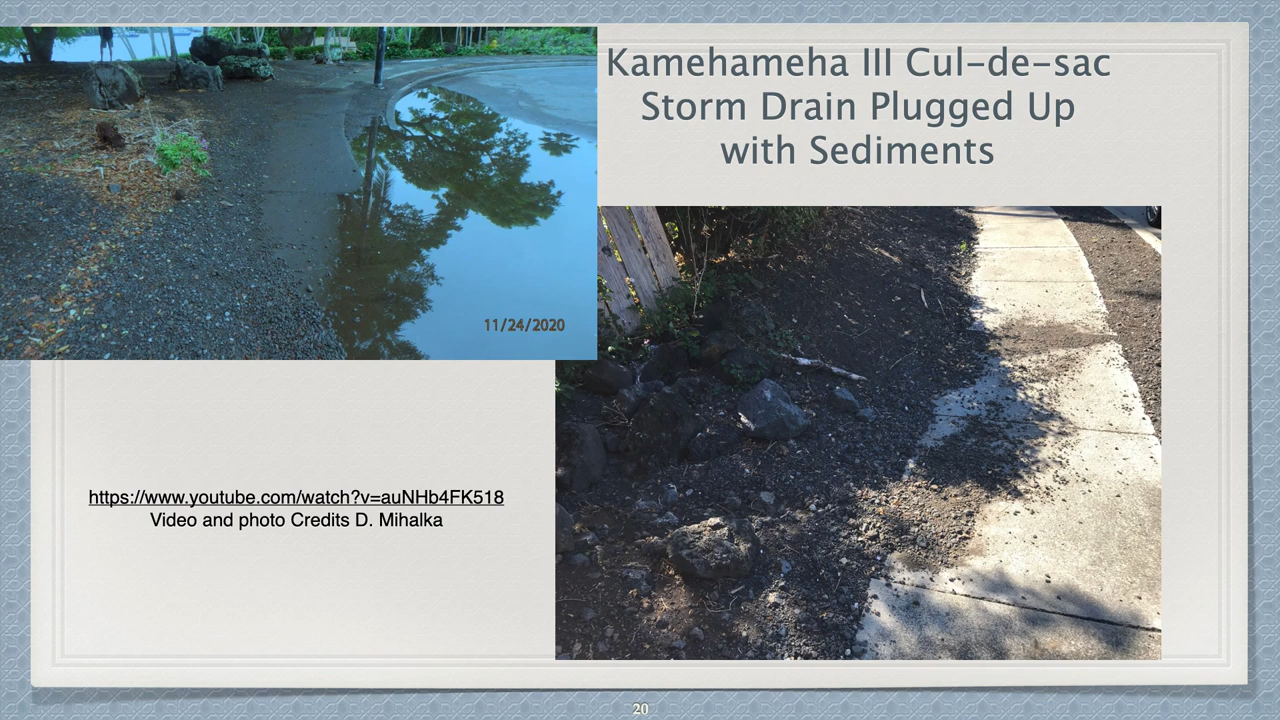 Kamehameha III Cul-de-sac
Storm Drain Plugged Up
with Sediments
11/24/2020
https://www.youtube.com/watch?v=auNHb4FK518
Video and photo Credits D. Mihalka
20